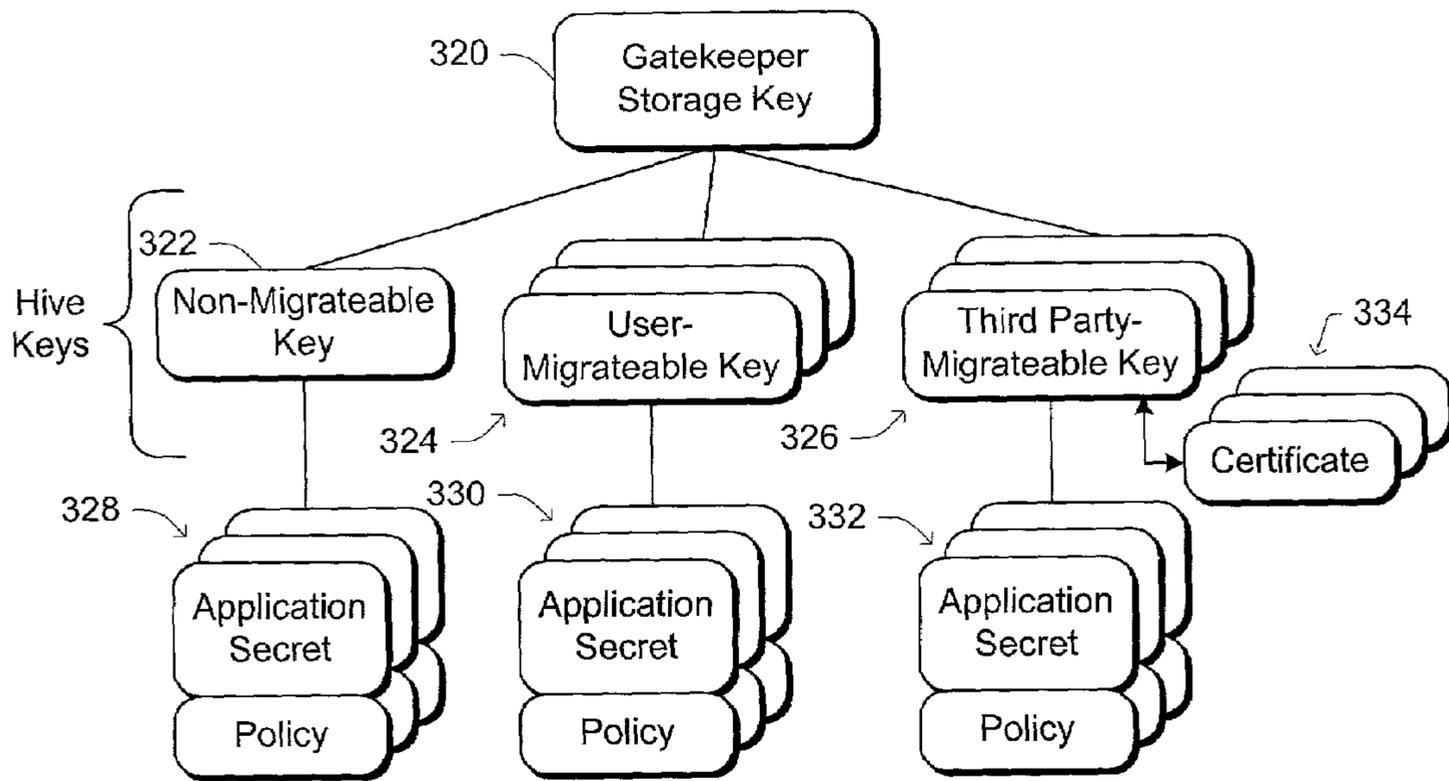 320
Gatekeeper
Storage Key
Hive
Keys
322
Non-Migrateable
Key
User-
Migrateable Key
324
Third Party-
Migrateable Key
326
334
Certificate
328
Application
Secret
Policy
330
Application
Secret
Policy
332
Application
Secret
Policy